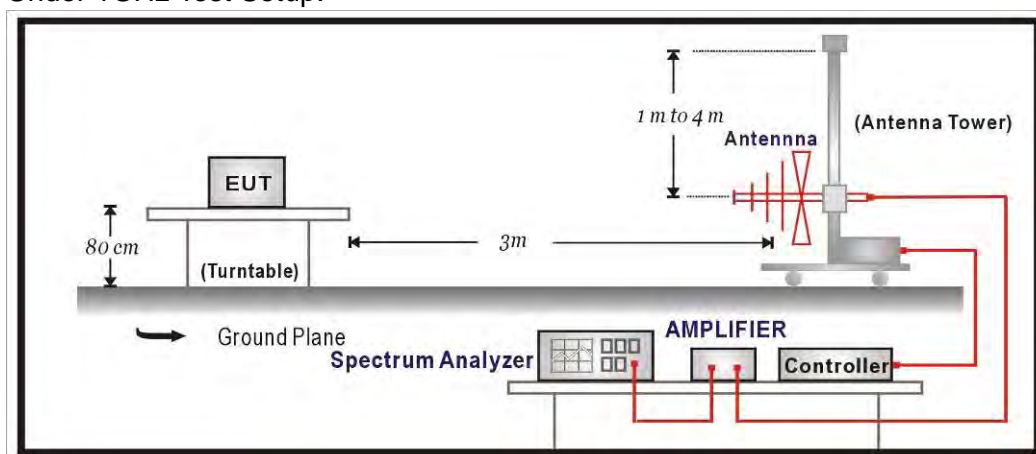 1 m to 4 m
(Antenna Tower)
Antennna
EUT
80 cm
3m
(Turntable)
Ground Plane
AMPLIFIER
Spectrum Analyzer
Controller